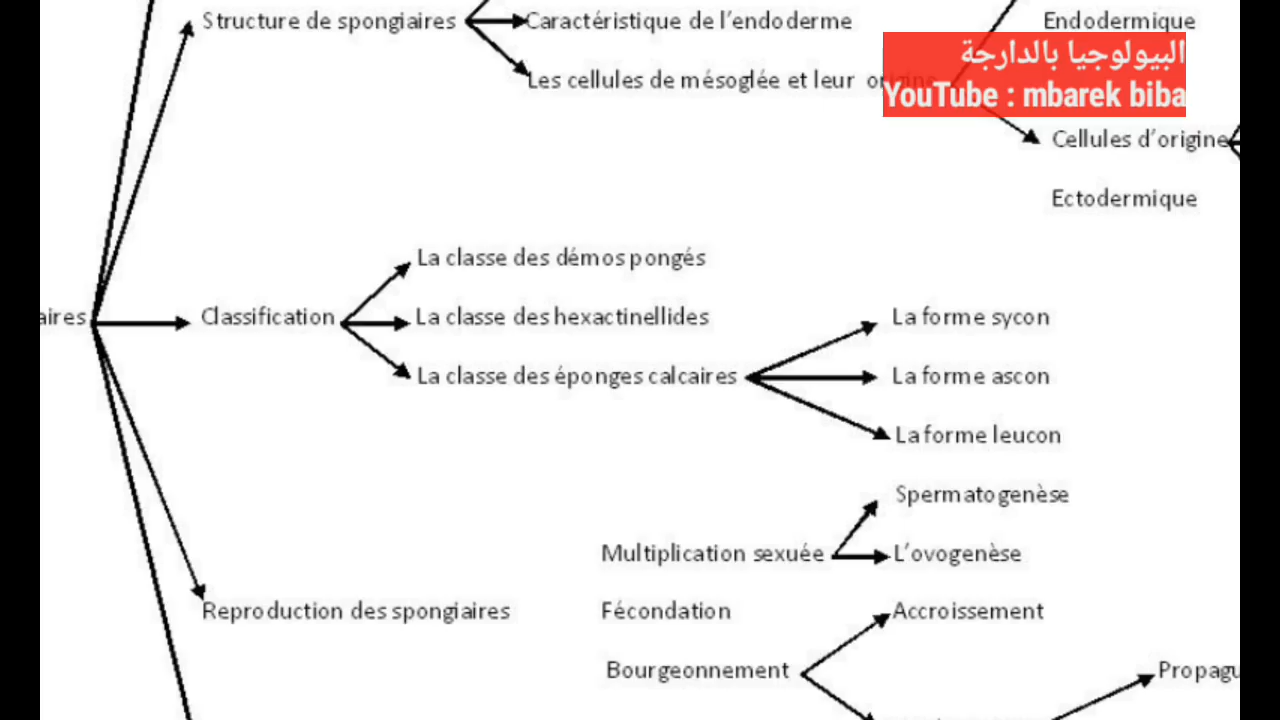 Structure de spongiaires
Caractéristique de l'endoderme
Endodermique
البيولوجيا بالدارجة
Les cellules de mésoglée et leur origine
YouTube : mbarek biba
Cellules d'origine
Ectodermique
La classe des démos pongés
aires
Classification
La classe des hexactinellides
La forme sycon
La classe des éponges calcaires
La forme ascon
La forme leucon
Spermatogenèse
Multiplication sexuée
L'ovogenèse
Reproduction des spongiaires
Fécondation
Accroissement
Bourgeonnement
Propagu